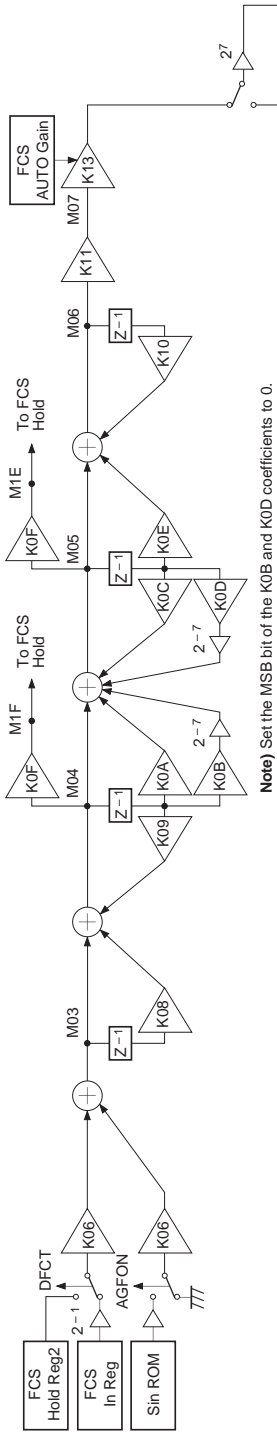 FCS
Hold Reg2
FCS
In Reg
Sin ROM
2 – 1
DFCT
AGFON
K06
K06
M03
Z – 1
K08
K09
M04
Z – 1
K0F
M1F
To FCS
Hold
K0A
K0B
2 – 7
M05
Z – 1
K0F
M1E
To FCS
Hold
K0C
K0D
2 – 7
K0E
M06
Z – 1
K10
K11
M07
K13
FCS
AUTO Gain
2 7
Note) Set the MSB bit of the K0B and K0D coefficients to 0.